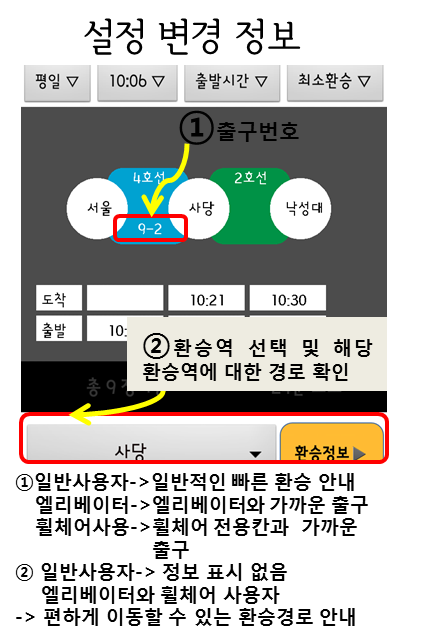 설정 변경 정보
평일 ▽ 10:06 ▽ 출발시간 ▽ 최소환승 ▽
①출구번호
4호선 2호선
서울 사당 낙성대
9-2
도착 10:21 10:30
출발 10:
②환승역 선택 및 해당
환승역에 대한 경로 확인
총 9정
사당 ▼ 환승정보▶
①일반사용자->일반적인 빠른 환승 안내
엘리베이터->엘리베이터와 가까운 출구
휠체어사용->휠체어 전용칸과 가까운
출구
② 일반사용자-> 정보 표시 없음
엘리베이터와 휠체어 사용자
-> 편하게 이동할 수 있는 환승경로 안내